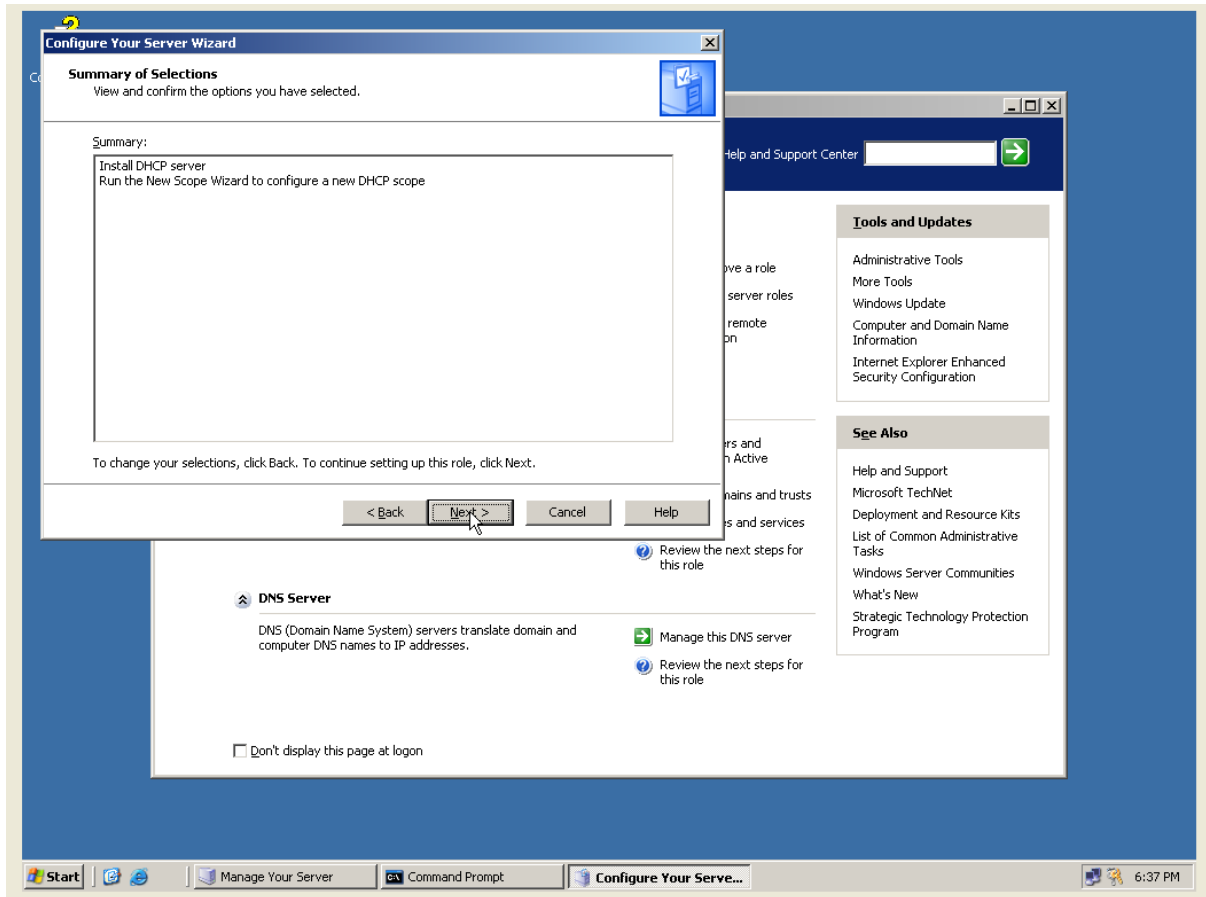 Configure Your Server Wizard
Summary of Selections
View and confirm the options you have selected.
Summary:
Install DHCP server
Run the New Scope Wizard to configure a new DHCP scope
To change your selections, click Back. To continue setting up this role, click Next.
< Back
Next >
Cancel
Help
Help and Support Center
a role
server roles
remote
and
Active
and trusts
and services
Review the next steps for
this role
DNS Server
DNS (Domain Name System) servers translate domain and
computer DNS names to IP addresses.
Manage this DNS server
Review the next steps for
this role
Don't display this page at logon
Tools and Updates
Administrative Tools
More Tools
Windows Update
Computer and Domain Name
Information
Internet Explorer Enhanced
Security Configuration
See Also
Help and Support
Microsoft TechNet
Deployment and Resource Kits
List of Common Administrative
Tasks
Windows Server Communities
What's New
Strategic Technology Protection
Program
Start
Manage Your Server
Command Prompt
Configure Your Serve...
6:37 PM